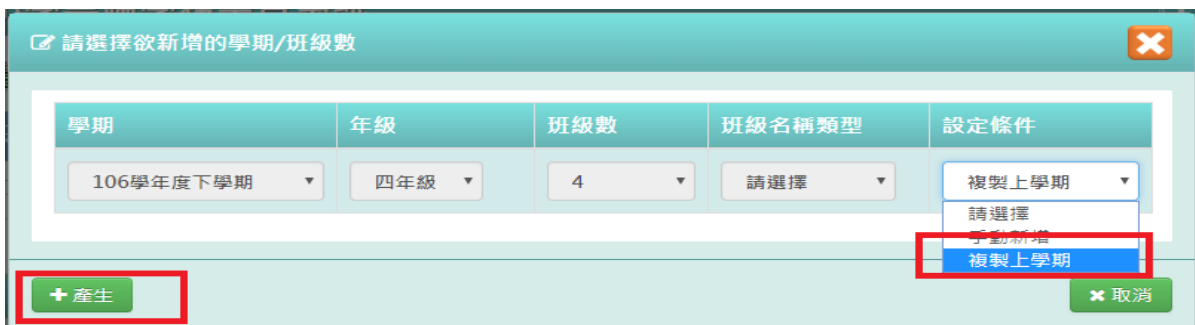 請選擇欲新增的學期/班級數
學期 年級 班級數 班級名稱類型 設定條件
106學年度下學期 四年級 4 請選擇 複製上學期
請選擇
手動新增
複製上學期
產生 取消